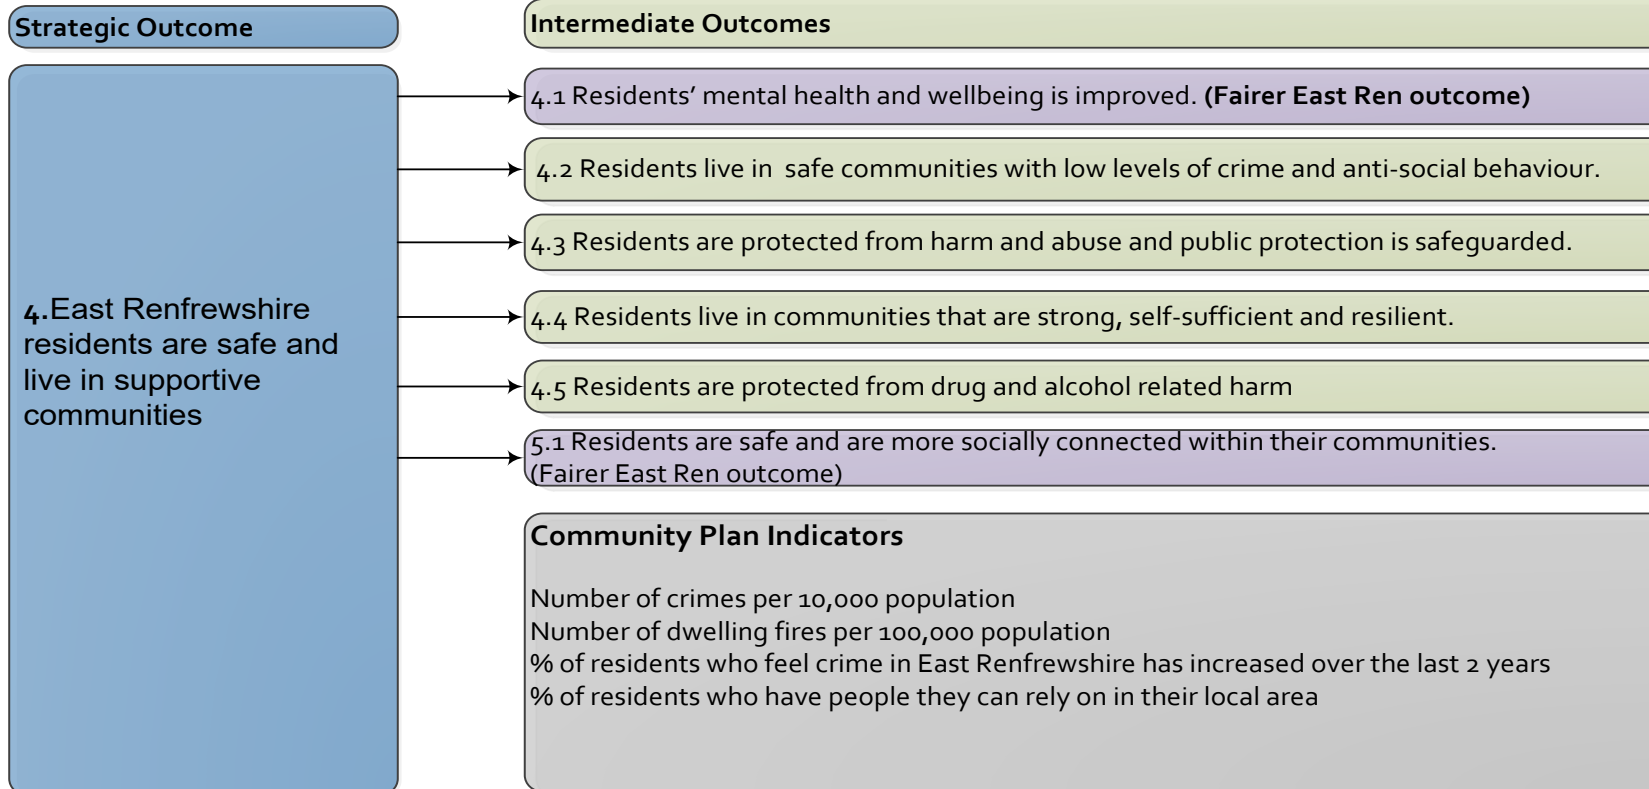 Strategic Outcome
4.East Renfrewshire
residents are safe and
live in supportive
communities
Intermediate Outcomes
4.1 Residents’ mental health and wellbeing is improved. (Fairer East Ren outcome)
4.2 Residents live in  safe communities with low levels of crime and anti-social behaviour.
4.3 Residents are protected from harm and abuse and public protection is safeguarded.
4.4 Residents live in communities that are strong, self-sufficient and resilient.
4.5 Residents are protected from drug and alcohol related harm
5.1 Residents are safe and are more socially connected within their communities.
(Fairer East Ren outcome)
Community Plan Indicators
Number of crimes per 10,000 population
Number of dwelling fires per 100,000 population
% of residents who feel crime in East Renfrewshire has increased over the last 2 years
% of residents who have people they can rely on in their local area